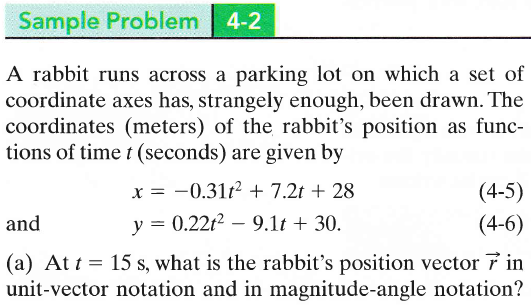 Sample Problem 4-2
A rabbit runs across a parking lot on which a set of
coordinate axes has, strangely enough, been drawn. The
coordinates (meters) of the rabbit's position as func-
tions of time t (seconds) are given by
x = −0.31t² + 7.2t + 28 (4-5)
and y = 0.22t² − 9.1t + 30. (4-6)
(a) At t = 15 s, what is the rabbit's position vector r⃗ in
unit-vector notation and in magnitude-angle notation?